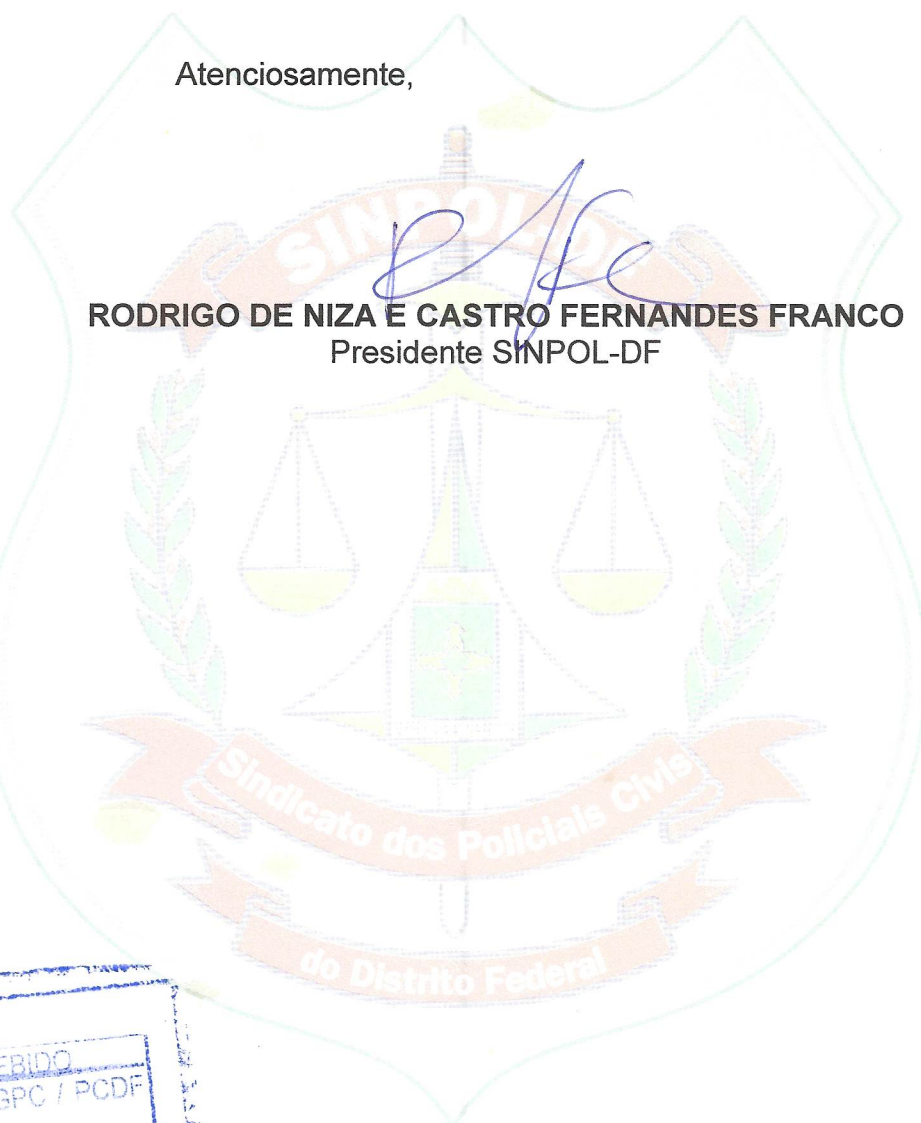 Atenciosamente,
SINPOL-DF
RODRIGO DE NIZA E CASTRO FERNANDES FRANCO
Presidente SINPOL-DF
Sindicato dos Policiais Civis
do Distrito Federal
EBIDO
GPC / PCDF